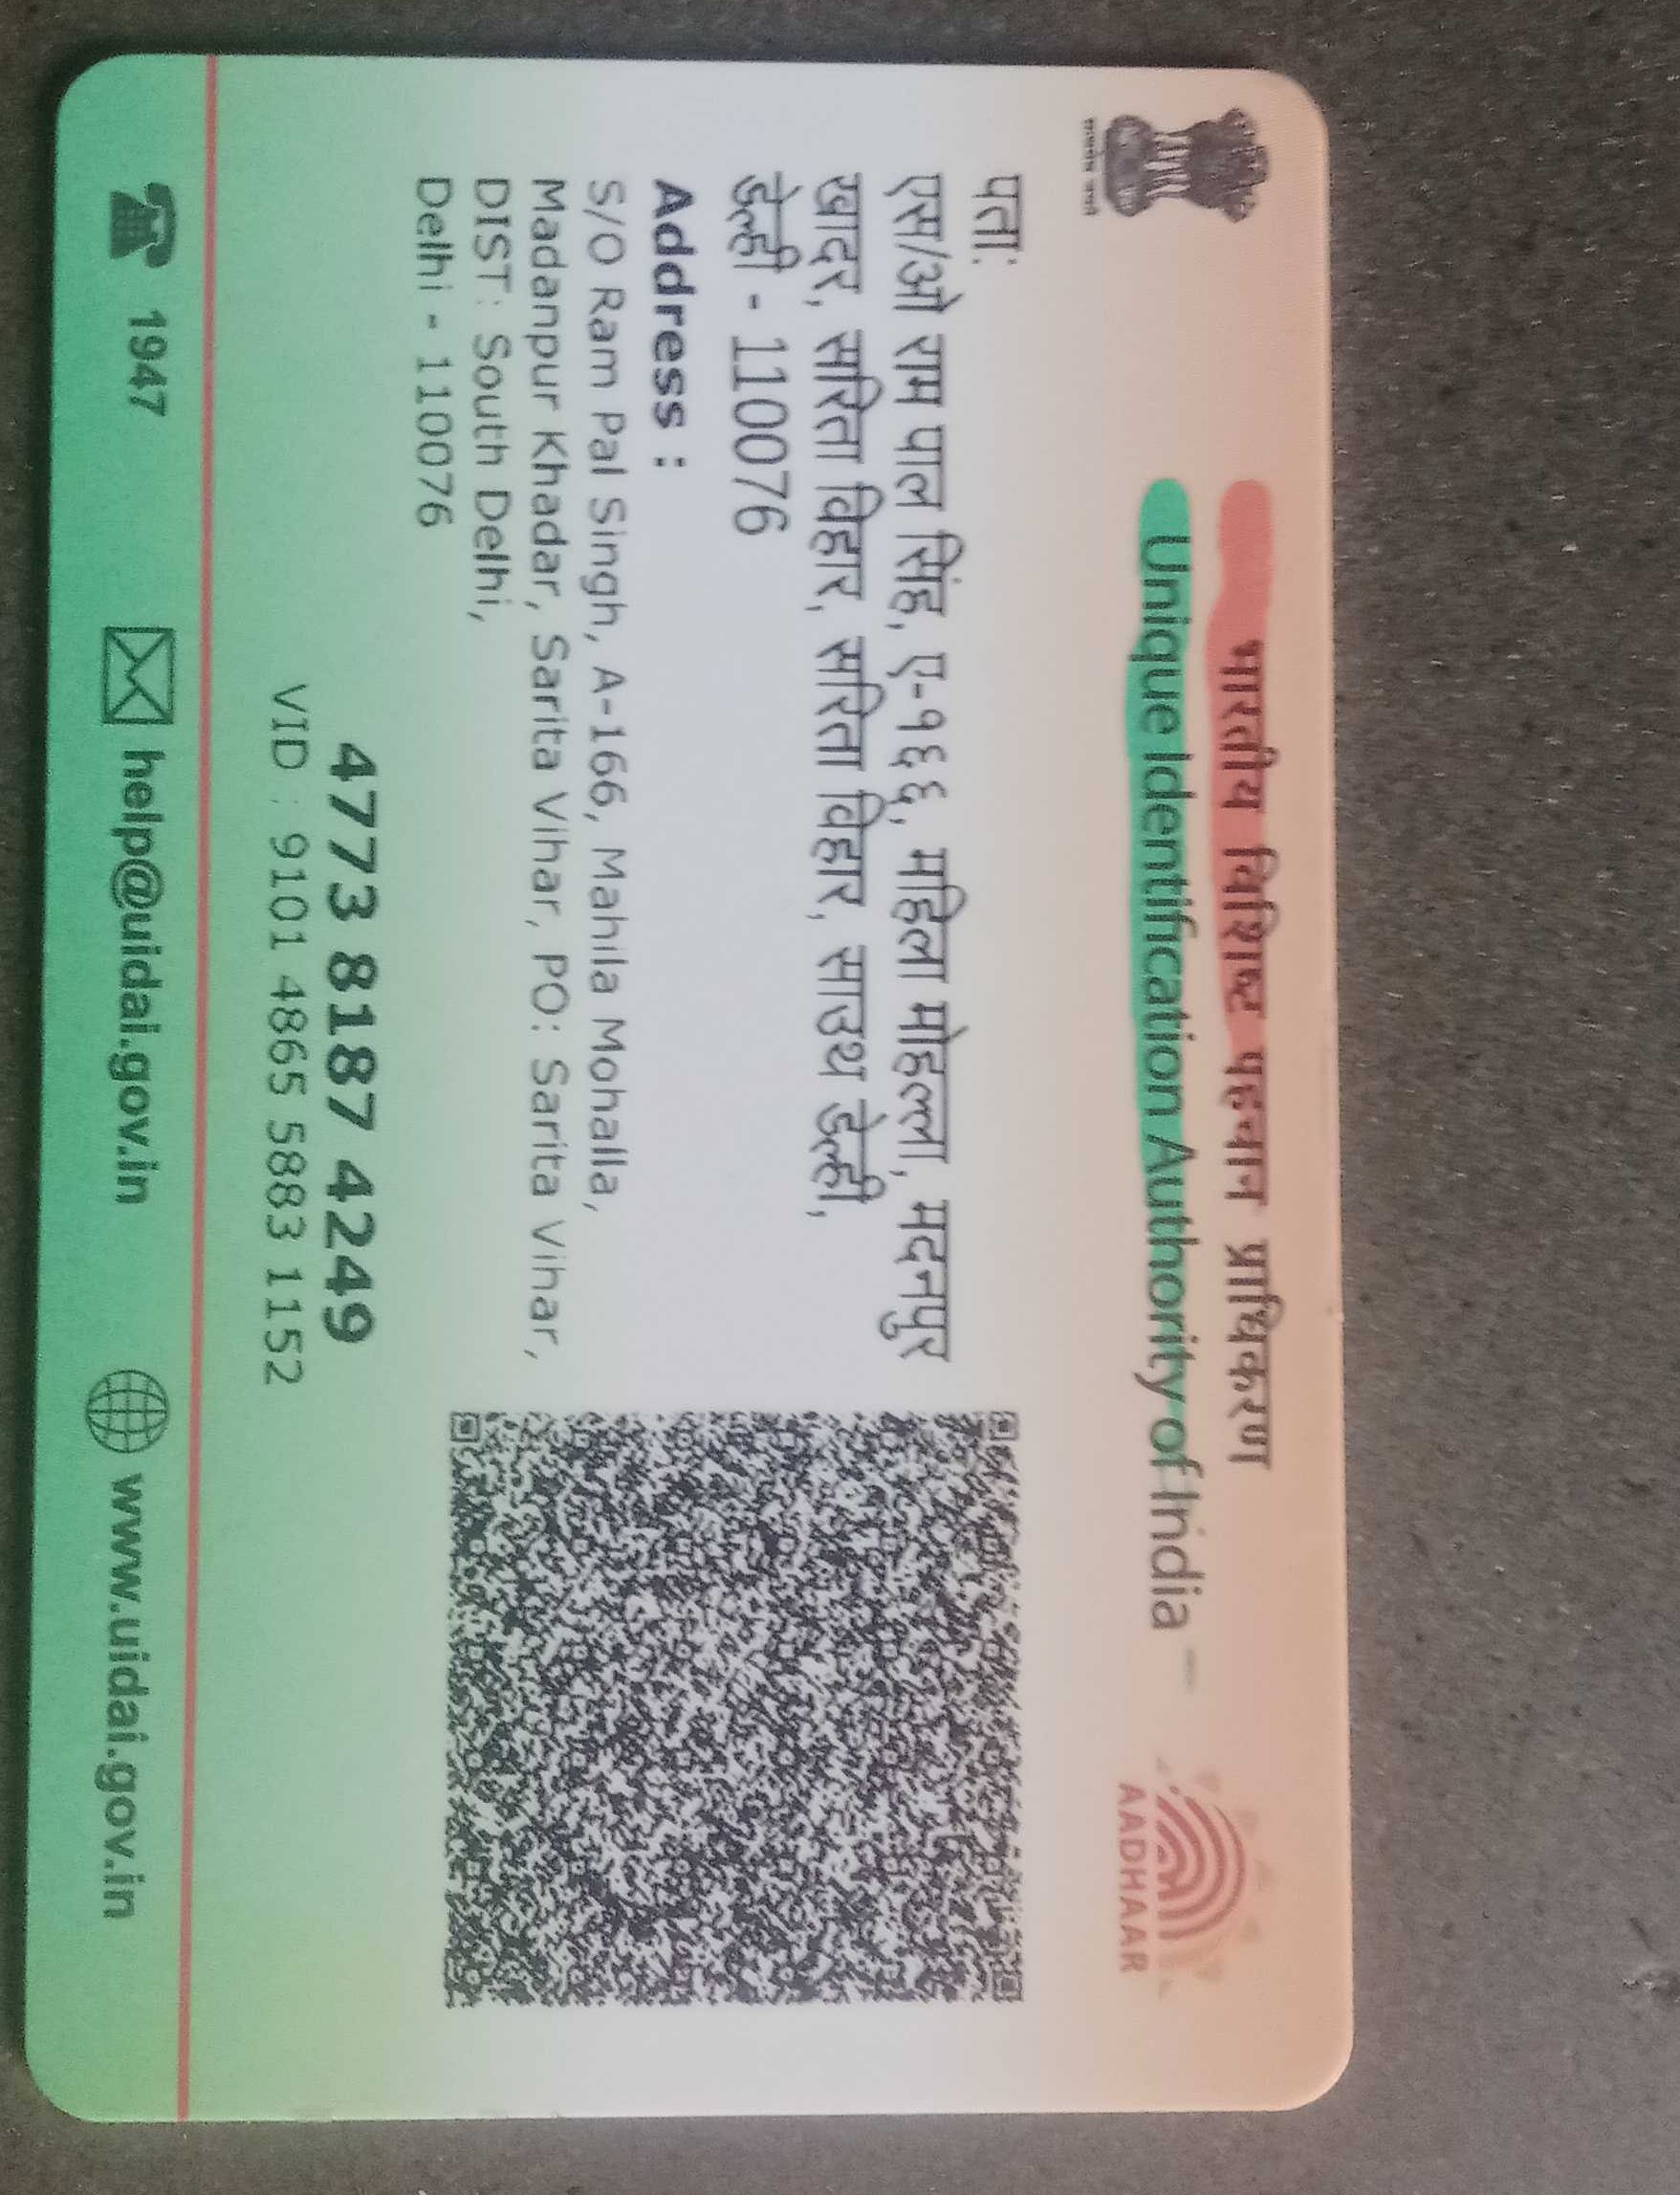 भारतीय विशिष्ट पहचान प्राधिकरण
Unique Identification Authority of India
AADHAAR
पता:
एस/ओ राम पाल सिंह, ए-१६६, महिला मोहल्ला, मदनपुर
खादर, सरिता विहार, सरिता विहार, साउथ डेल्ही,
डेल्ही - 110076
Address :
S/O Ram Pal Singh, A-166, Mahila Mohalla,
Madanpur Khadar, Sarita Vihar, PO: Sarita Vihar,
DIST: South Delhi,
Delhi - 110076
4773 8187 4249
VID : 9101 4865 5883 1152
1947
help@uidai.gov.in
www.uidai.gov.in